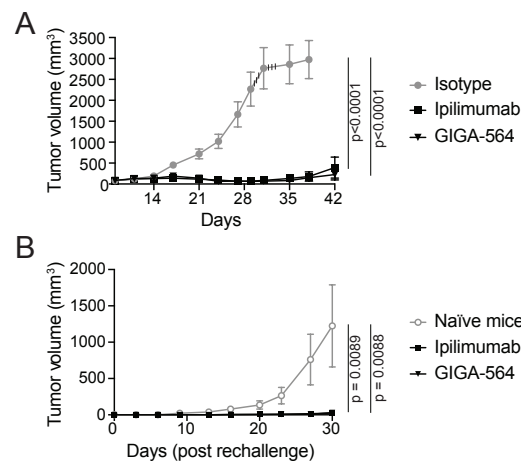 A
Tumor volume (mm³)
3500
3000
2500
2000
1500
1000
500
0
14
21
28
35
42
Days
p<0.0001
p<0.0001
Isotype
Ipilimumab
GIGA-564
B
Tumor volume (mm³)
2000
1500
1000
500
0
0
10
20
30
Days (post rechallenge)
p = 0.0089
p = 0.0088
Naïve mice
Ipilimumab
GIGA-564